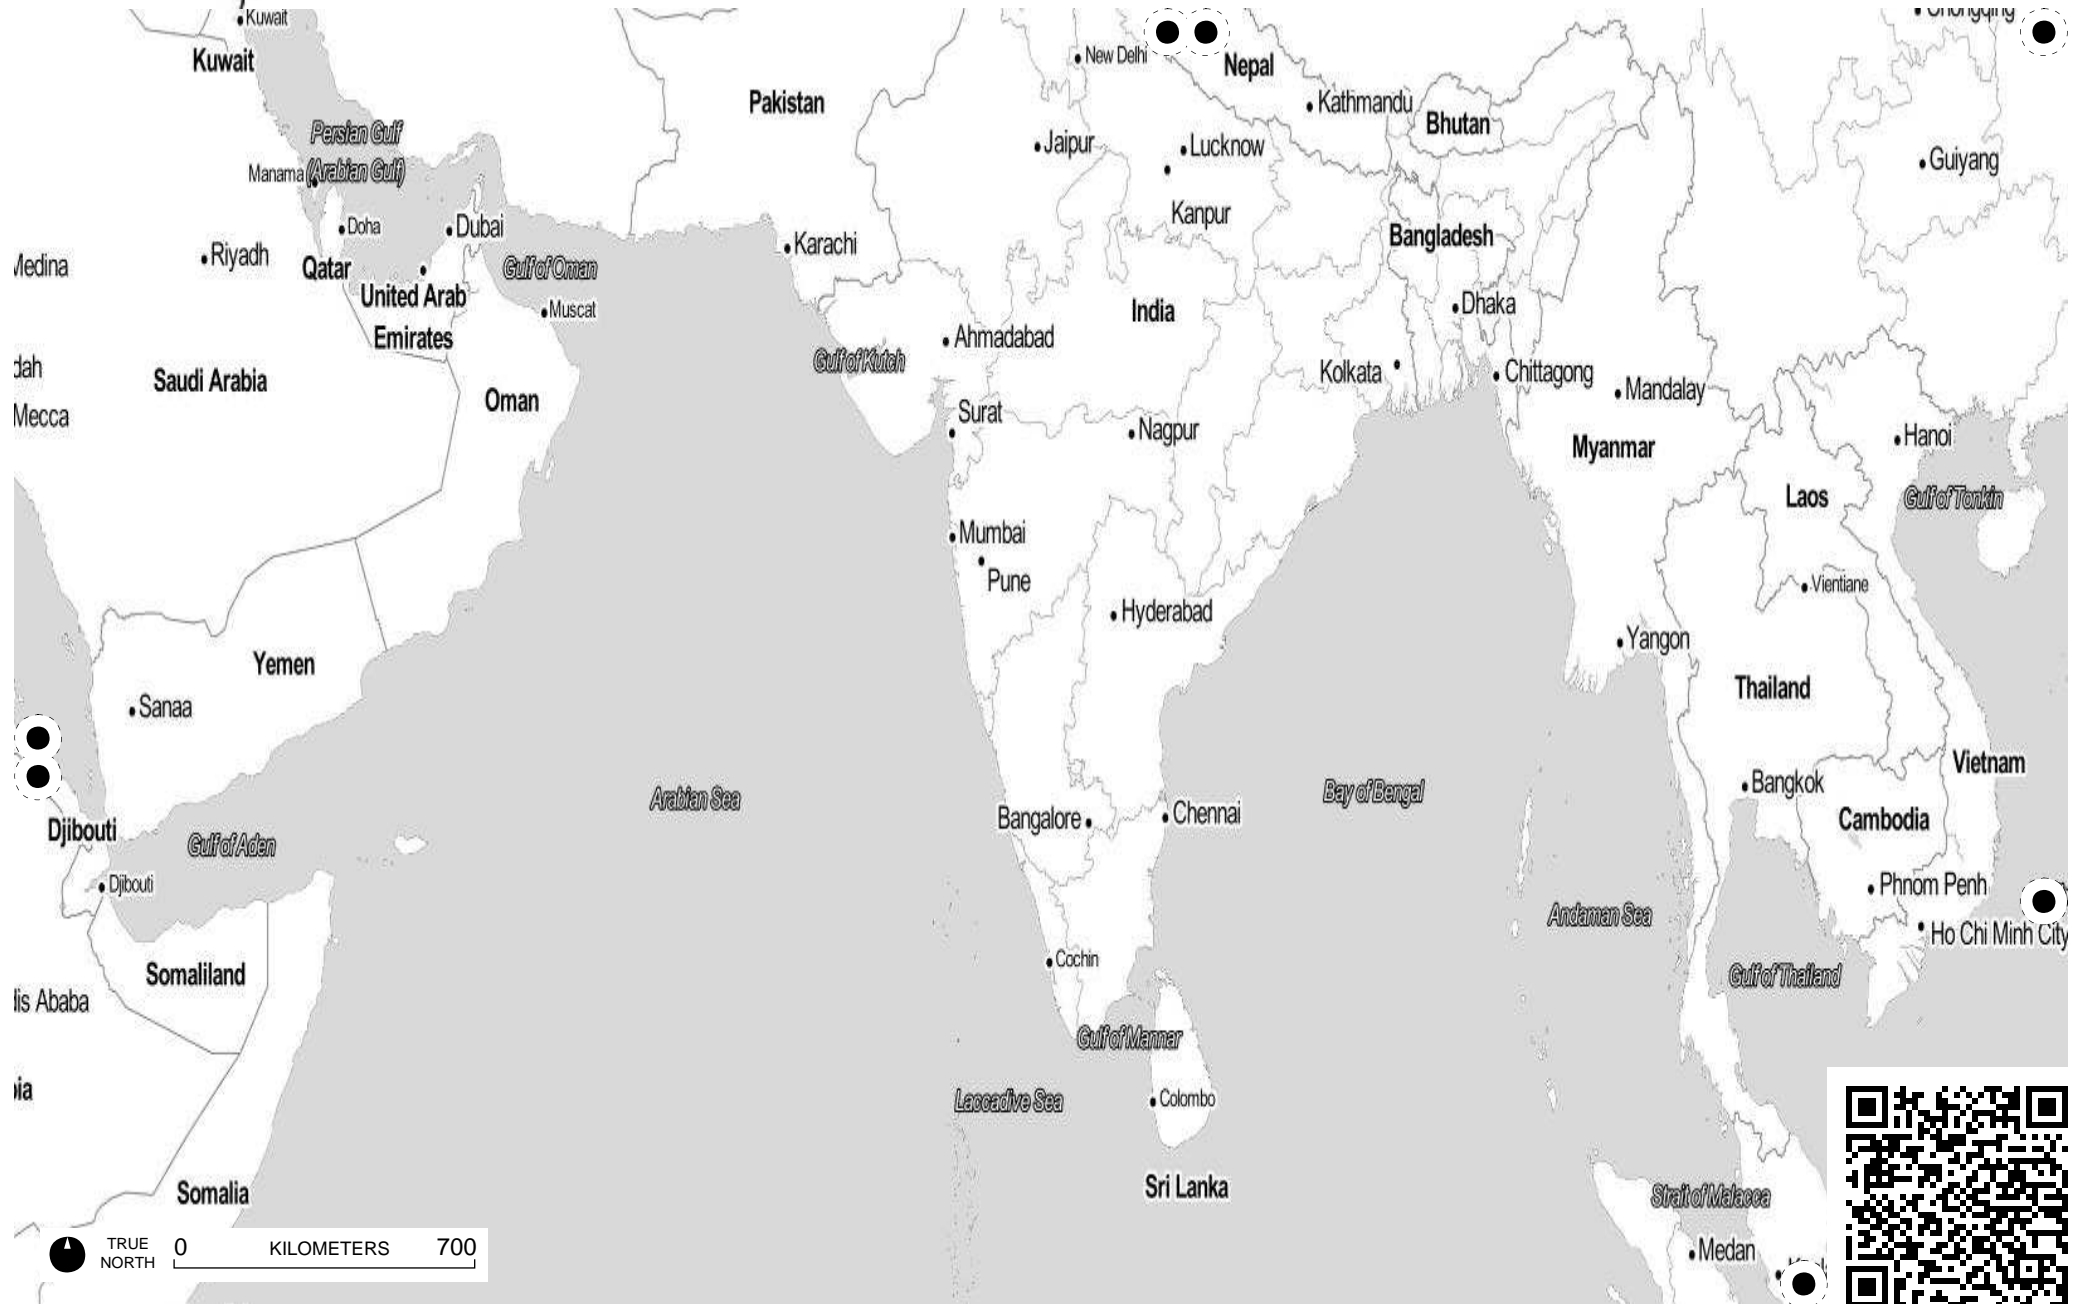 Kuwait
Kuwait
New Delhi
Nepal
Pakistan
Kathmandu
Bhutan
Persian Gulf
(Arabian Gulf)
Manama
Jaipur
Lucknow
Guiyang
Kanpur
Doha
Dubai
Karachi
Bangladesh
Riyadh
Qatar
Gulf of Oman
Medina
United Arab
Emirates
Muscat
India
Dhaka
Ahmadabad
Gulf of Kutch
Kolkata
Chittagong
Mandalay
dah
Saudi Arabia
Oman
Mecca
Surat
Nagpur
Hanoi
Myanmar
Laos
Gulf of Tonkin
Mumbai
Pune
Vientiane
Hyderabad
Yangon
Yemen
Thailand
Sanaa
Vietnam
Arabian Sea
Bay of Bengal
Bangkok
Djibouti
Gulf of Aden
Bangalore
Chennai
Cambodia
Djibouti
Phnom Penh
Andaman Sea
Ho Chi Minh City
Cochin
Somaliland
Gulf of Thailand
dis Ababa
Gulf of Mannar
pia
Laccadive Sea
Colombo
Sri Lanka
Somalia
Strait of Malacca
TRUE
NORTH
0 KILOMETERS 700
Medan